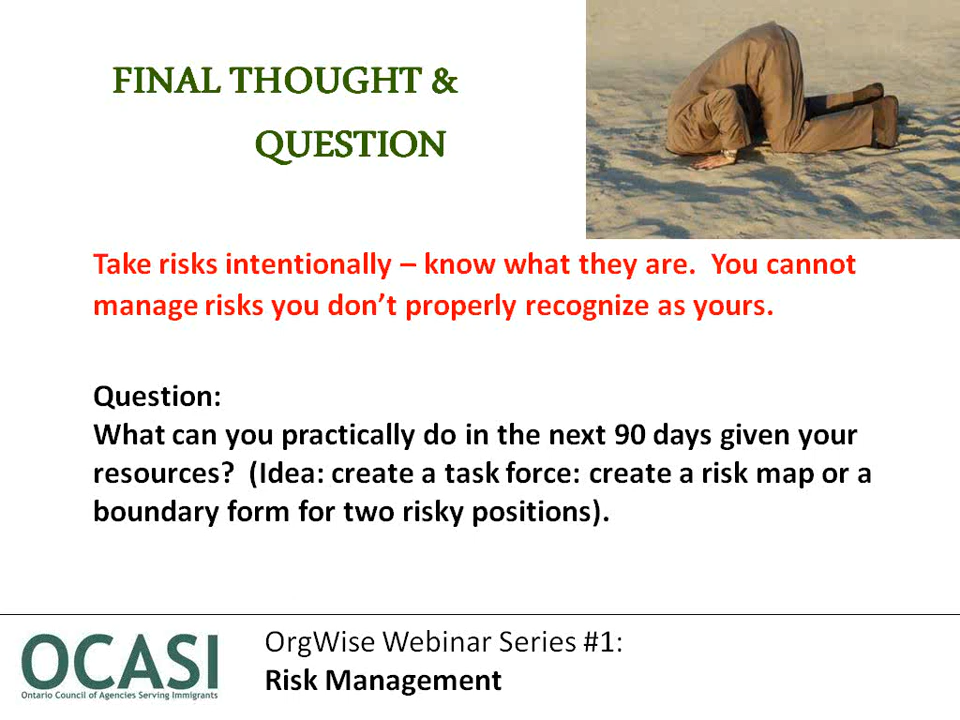 FINAL THOUGHT &
QUESTION
Take risks intentionally – know what they are.  You cannot
manage risks you don’t properly recognize as yours.
Question:
What can you practically do in the next 90 days given your
resources?  (Idea: create a task force: create a risk map or a
boundary form for two risky positions).
OCASI
Ontario Council of Agencies Serving Immigrants
OrgWise Webinar Series #1:
Risk Management